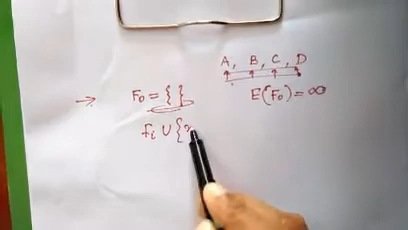 A, B, C, D
→ F₀ = { }
E(F₀) = ∞
fᵢ ∪ {